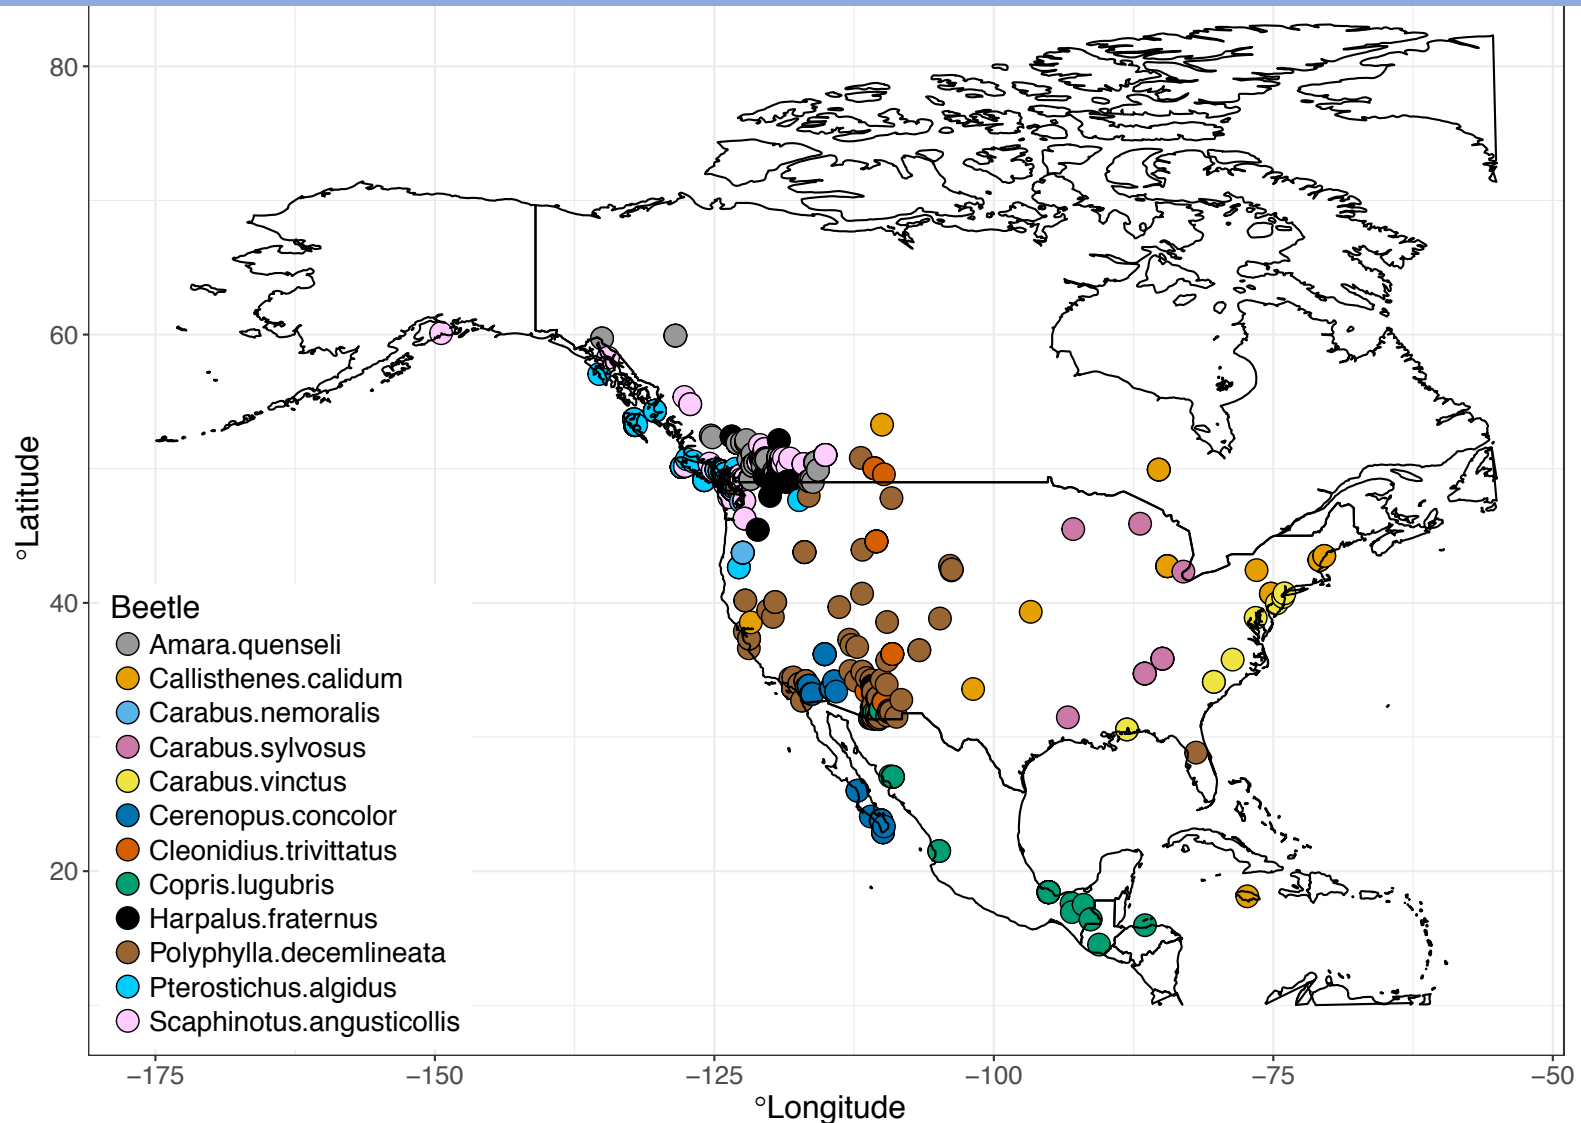 80
60
40
20
°Latitude
Beetle
Amara.quenseli
Callisthenes.calidum
Carabus.nemoralis
Carabus.sylvosus
Carabus.vinctus
Cerenopus.concolor
Cleonidius.trivittatus
Copris.lugubris
Harpalus.fraternus
Polyphylla.decemlineata
Pterostichus.algidus
Scaphinotus.angusticollis
−175 −150 −125 −100 −75 −50
°Longitude